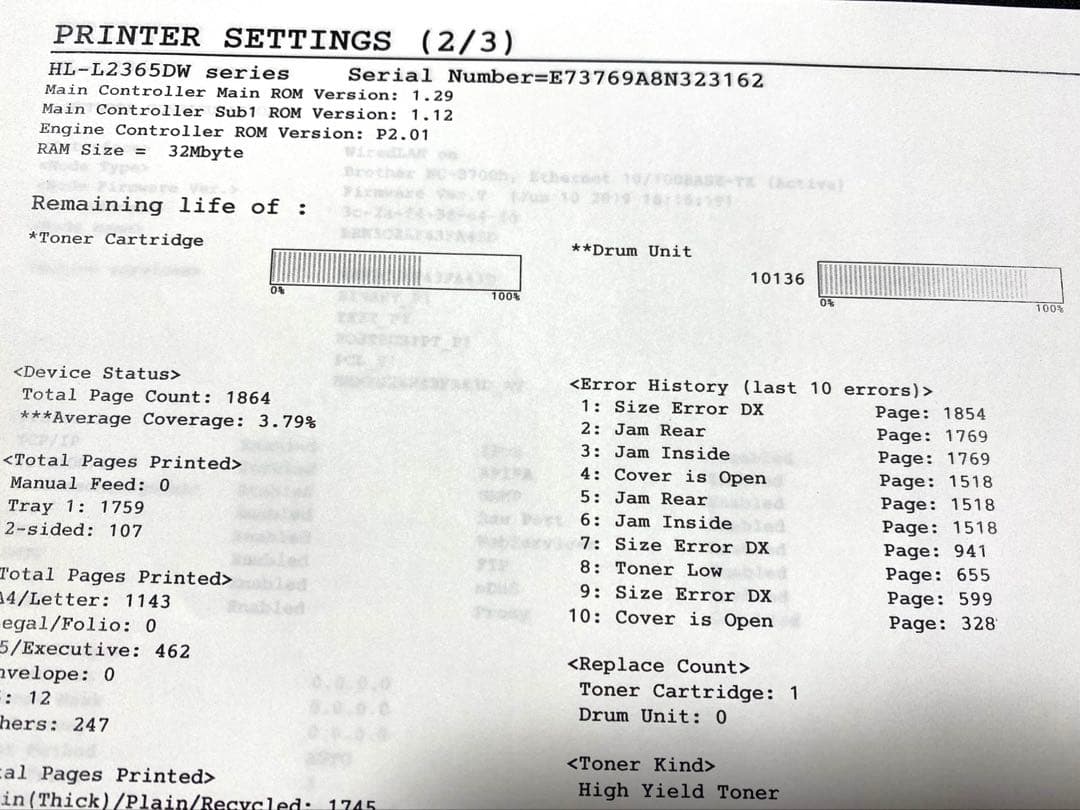 PRINTER SETTINGS (2/3)
HL-L2365DW series Serial Number=E73769A8N323162
Main Controller Main ROM Version: 1.29
Main Controller Sub1 ROM Version: 1.12
Engine Controller ROM Version: P2.01
RAM Size = 32Mbyte
Remaining life of :
*Toner Cartridge
0% 100%
**Drum Unit
10136
0% 100%
<Device Status>
Total Page Count: 1864
***Average Coverage: 3.79%
<Total Pages Printed>
Manual Feed: 0
Tray 1: 1759
2-sided: 107
Total Pages Printed>
A4/Letter: 1143
egal/Folio: 0
5/Executive: 462
nvelope: 0
: 12
hers: 247
al Pages Printed>
in(Thick)/Plain/Recycled: 1745
<Error History (last 10 errors)>
1: Size Error DX Page: 1854
2: Jam Rear Page: 1769
3: Jam Inside Page: 1769
4: Cover is Open Page: 1518
5: Jam Rear Page: 1518
6: Jam Inside Page: 1518
7: Size Error DX Page: 941
8: Toner Low Page: 655
9: Size Error DX Page: 599
10: Cover is Open Page: 328
<Replace Count>
Toner Cartridge: 1
Drum Unit: 0
<Toner Kind>
High Yield Toner